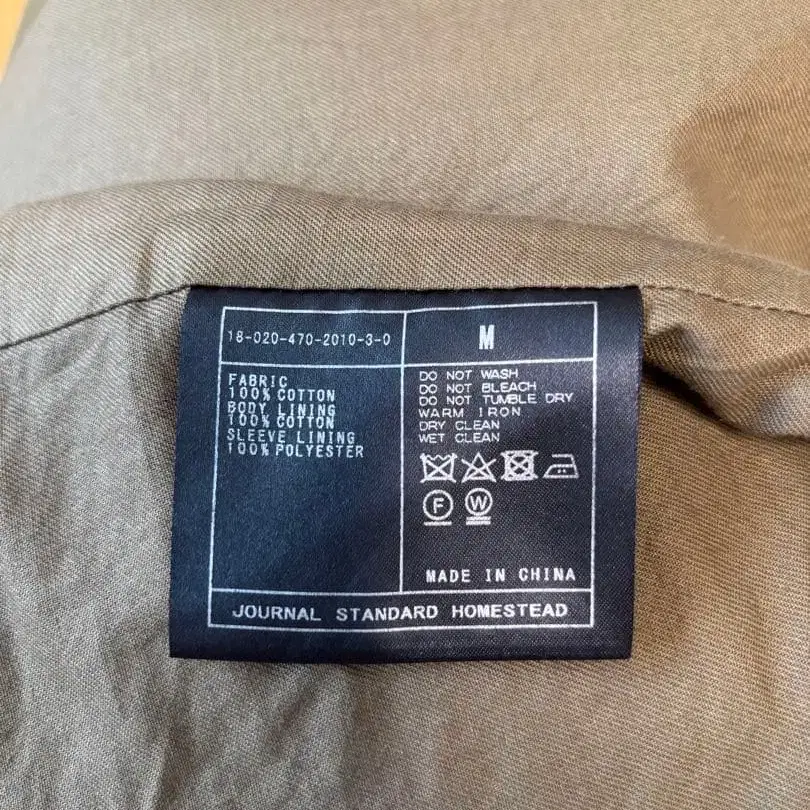 18-020-470-2010-3-0
M
FABRIC
100% COTTON
BODY LINING
100% COTTON
SLEEVE LINING
100% POLYESTER
DO NOT WASH
DO NOT BLEACH
DO NOT TUMBLE DRY
WARM IRON
DRY CLEAN
WET CLEAN
F W
MADE IN CHINA
JOURNAL STANDARD HOMESTEAD